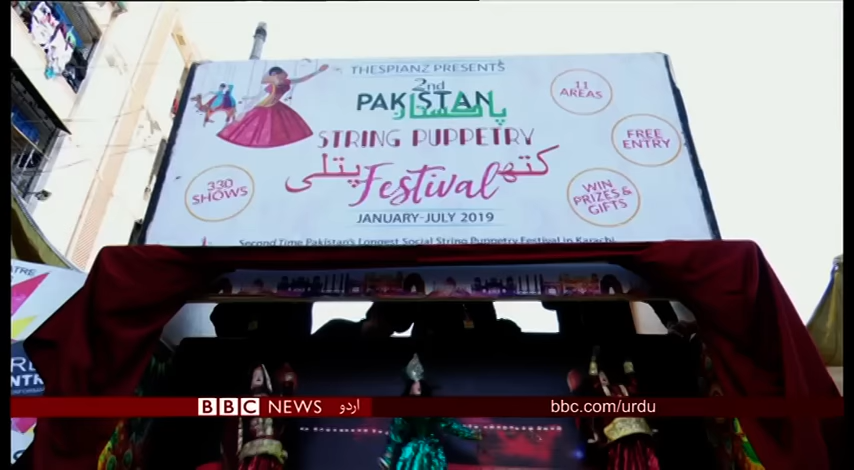 THESPIANZ PRESENTS
2nd
PAKISTAN
پاکستان
STRING PUPPETRY
کٹھ پتلی
Festival
JANUARY-JULY 2019
Second Time Pakistan's Longest Social String Puppetry Festival in Karachi
330
SHOWS
11
AREAS
FREE
ENTRY
WIN
PRIZES &
GIFTS
BBC NEWS اردو
bbc.com/urdu